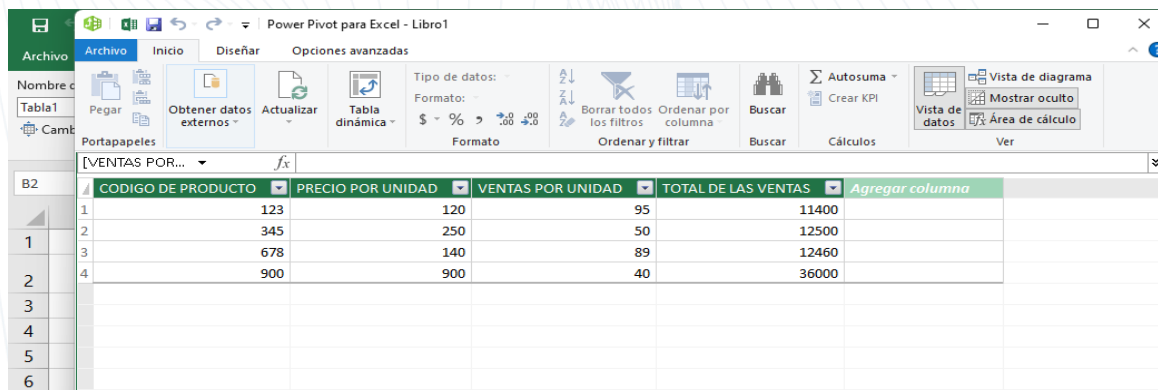 Power Pivot para Excel - Libro1
Archivo
Archivo Inicio Diseñar Opciones avanzadas
Nombre d
Tabla1
Camb
Pegar
Obtener datos externos
Actualizar
Tabla dinámica
Tipo de datos:
Formato:
$ % .00 .00
Borrar todos los filtros
Ordenar por columna
Buscar
Autosuma
Crear KPI
Vista de datos
Vista de diagrama
Mostrar oculto
Área de cálculo
Portapapeles Formato Ordenar y filtrar Buscar Cálculos Ver
[VENTAS POR... fx
B2
CODIGO DE PRODUCTO PRECIO POR UNIDAD VENTAS POR UNIDAD TOTAL DE LAS VENTAS Agregar columna
1 123 120 95 11400
2 345 250 50 12500
3 678 140 89 12460
4 900 900 40 36000
1
2
3
4
5
6